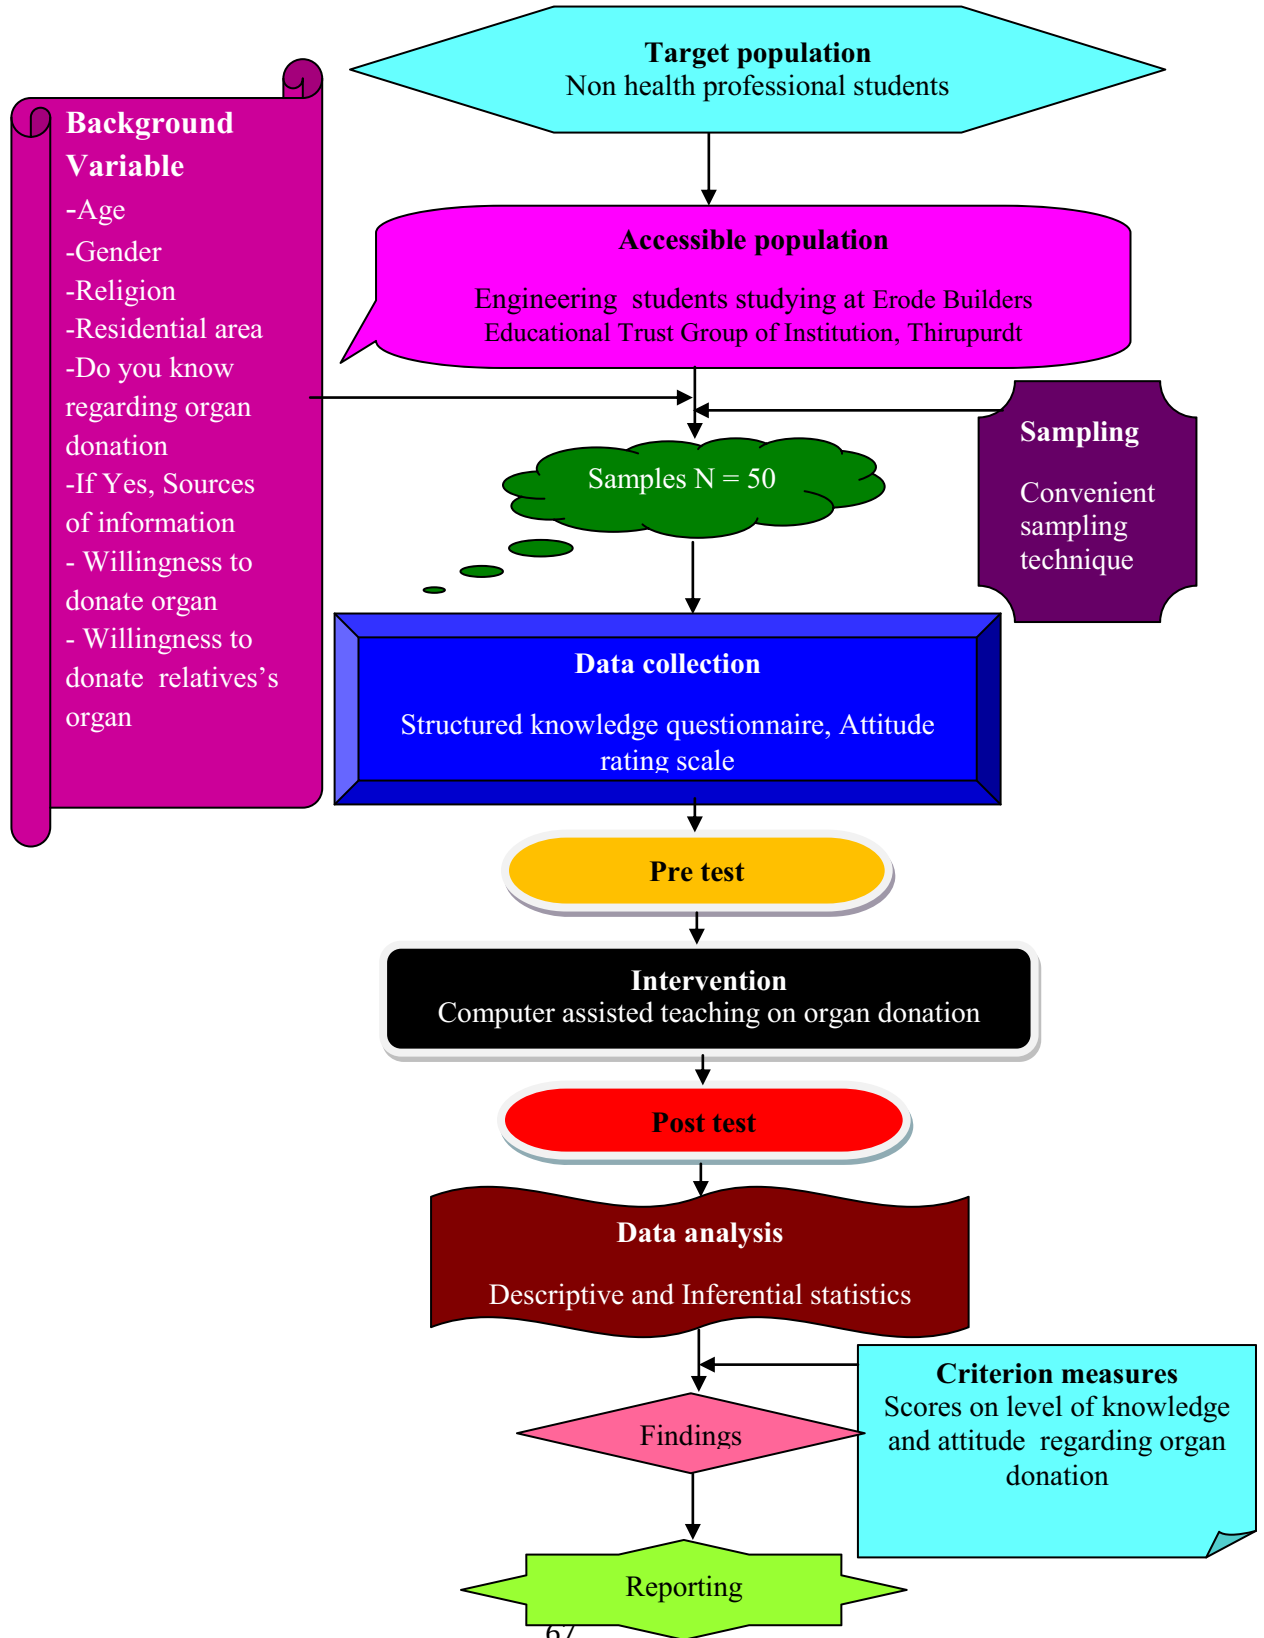 Target population
Non health professional students
Background
Variable
-Age
-Gender
-Religion
-Residential area
-Do you know
regarding organ
donation
-If Yes, Sources
of information
- Willingness to
donate organ
- Willingness to
donate relatives's
organ
Accessible population
Engineering students studying at Erode Builders
Educational Trust Group of Institution, Thirupurdt
Sampling
Convenient
sampling
technique
Samples N = 50
Data collection
Structured knowledge questionnaire, Attitude
rating scale
Pre test
Intervention
Computer assisted teaching on organ donation
Post test
Data analysis
Descriptive and Inferential statistics
Criterion measures
Scores on level of knowledge
and attitude regarding organ
donation
Findings
Reporting
67